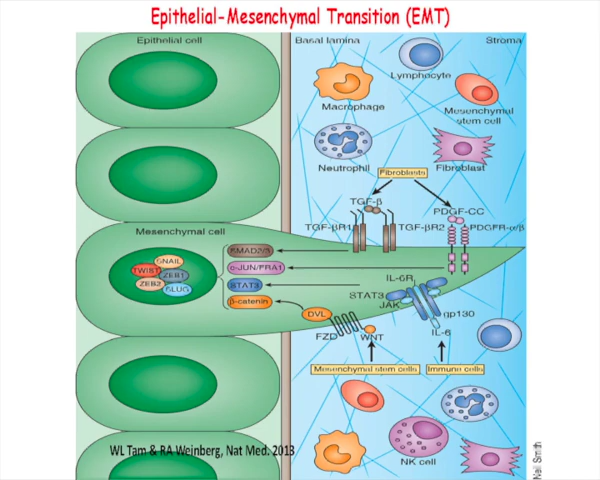 Epithelial-Mesenchymal Transition (EMT)
Epithelial cell
Basal lamina
Stroma
Lymphocyte
Macrophage
Mesenchymal
stem cell
Neutrophil
Fibroblast
Fibroblasts
TGF-β
PDGF-CC
TGF-βR1
TGF-βR2
PDGFR-α/β
Mesenchymal cell
SNAIL
TWIST
ZEB1
ZEB2
SLUG
SMAD2/3
c-JUN/FRA1
STAT3
β-catenin
IL-6R
STAT3
JAK
gp130
IL-6
DVL
FZD
WNT
Mesenchymal stem cells
Immune cells
NK cell
WL Tam & RA Weinberg, Nat Med. 2013
Neil Smith